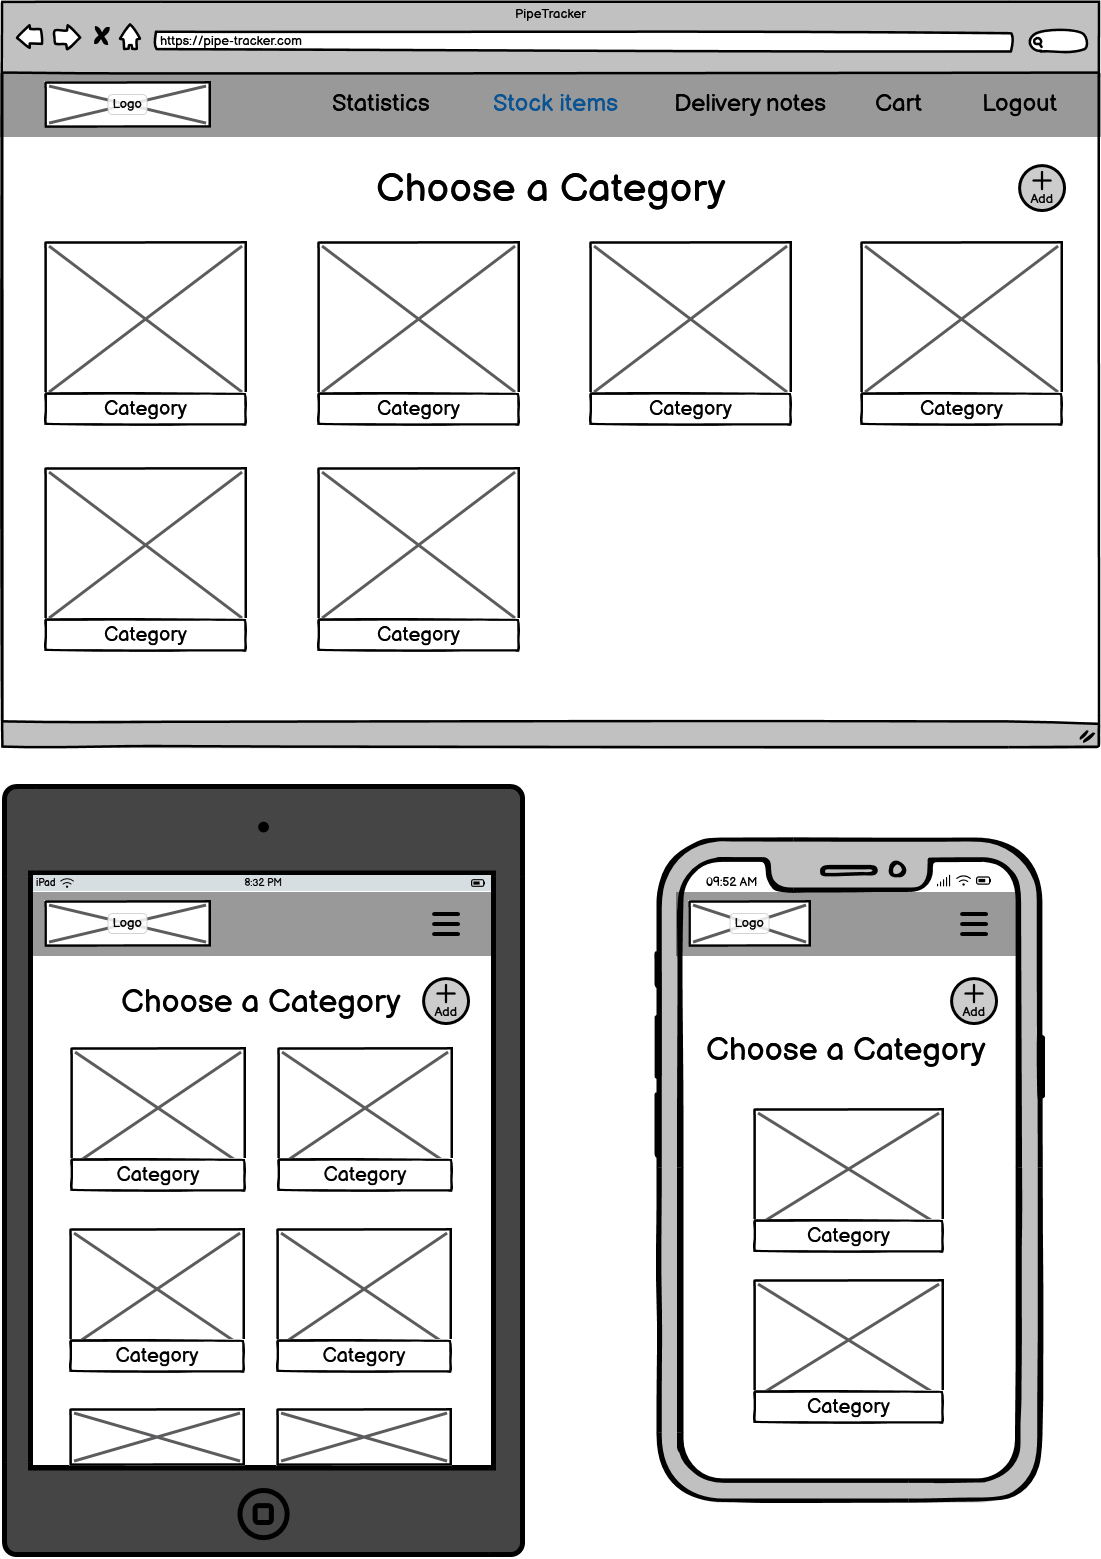 PipeTracker
https://pipe-tracker.com
Logo
Statistics
Stock items
Delivery notes
Cart
Logout
Choose a Category
Add
Category
Category
Category
Category
Category
Category
iPad
8:32 PM
Logo
Choose a Category
Add
Category
Category
Category
Category
09:52 AM
Logo
Add
Choose a Category
Category
Category